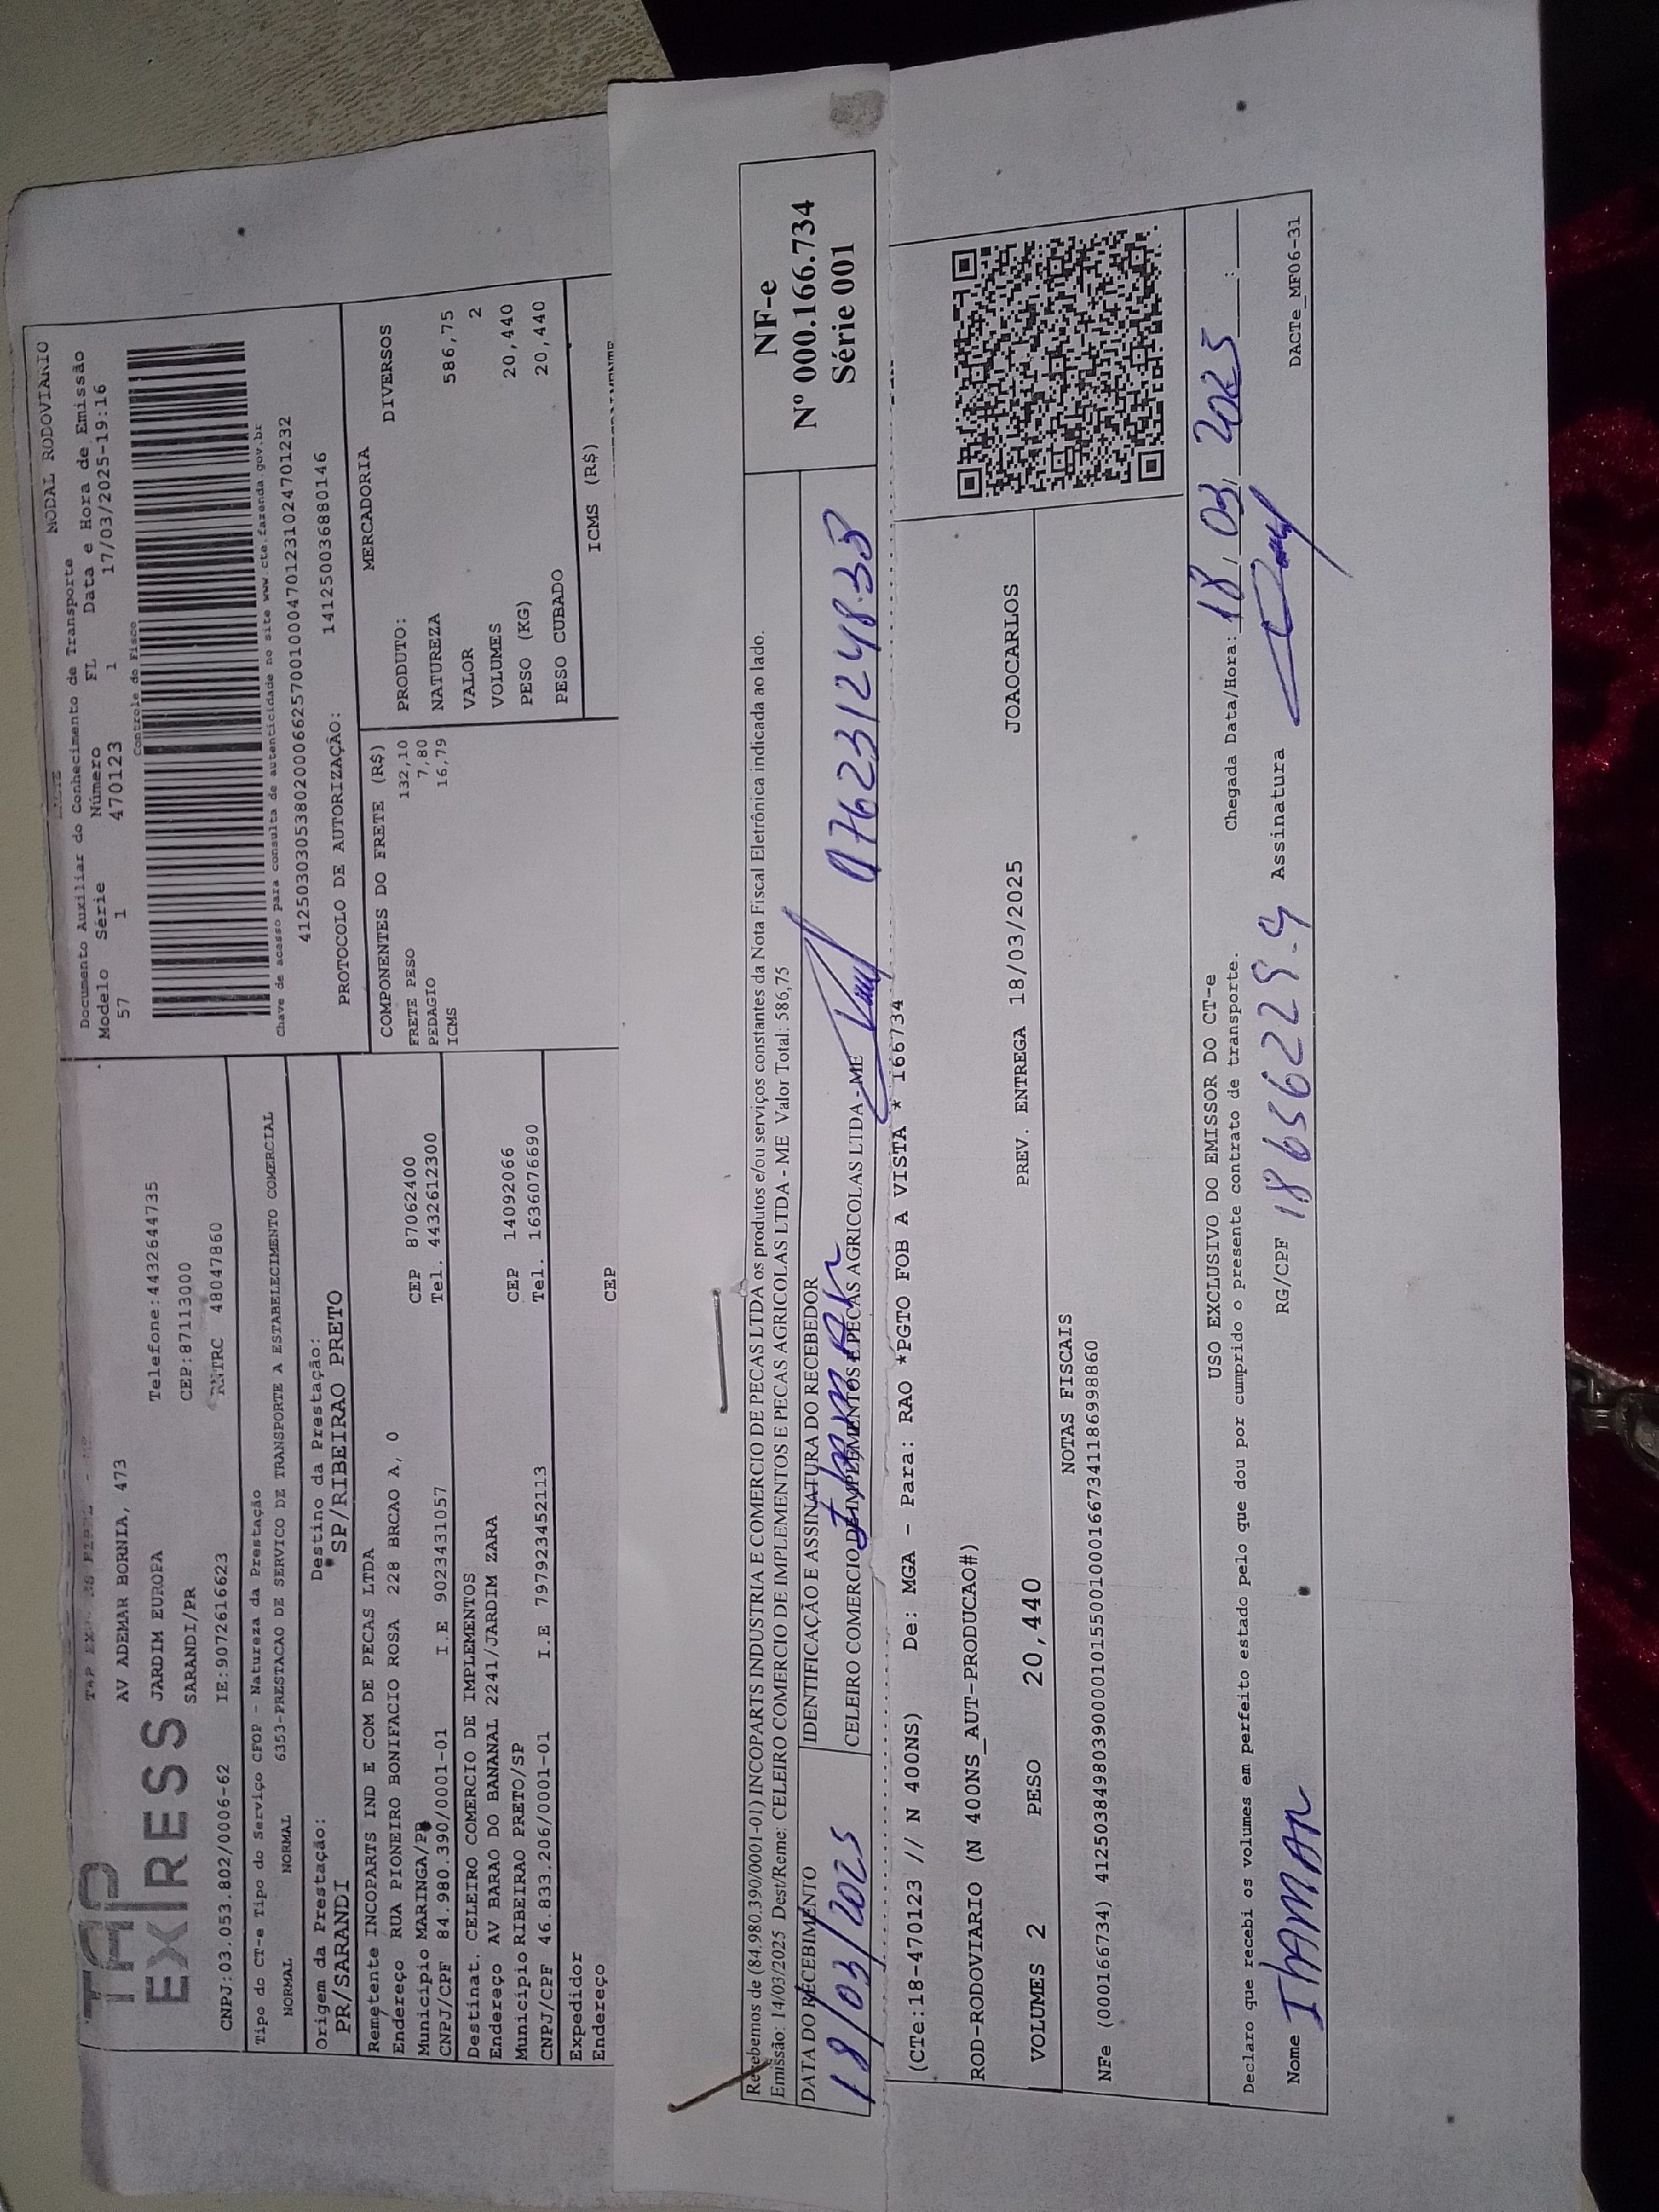 TAP
EX RESS
AV ADEMAR BORNIA, 473
JARDIM EUROPA Telefone:4432644735
SARANDI/PR CEP:87113000
CNPJ:03.053.802/0006-62 IE:9072616623 RNTRC 48047860
MODAL RODOVIARIO
Documento Auxiliar do Conhecimento de Transporte
Modelo Série Número FL Data e Hora de Emissão
57 1 470123 1 17/03/2025-19:16
Controle do Fisco
Chave de acesso para consulta de autenticidade no site www.cte.fazenda.gov.br
41250303053802000662570010004701231024701232
PROTOCOLO DE AUTORIZAÇÃO: 141250036880146
Tipo do CT-e Tipo do Serviço CFOP - Natureza da Prestação
NORMAL NORMAL 6353-PRESTACAO DE SERVICO DE TRANSPORTE A ESTABELECIMENTO COMERCIAL
Origem da Prestação: Destino da Prestação:
PR/SARANDI SP/RIBEIRAO PRETO
Remetente INCOPARTS IND E COM DE PECAS LTDA
Endereço RUA PIONEIRO BONIFACIO ROSA 228 BRCAO A, 0
Município MARINGA/PR CEP 87062400
CNPJ/CPF 84.980.390/0001-01 I.E 9023431057 Tel. 4432612300
Destinat. CELEIRO COMERCIO DE IMPLEMENTOS
Endereço AV BARAO DO BANANAL 2241/JARDIM ZARA
Município RIBEIRAO PRETO/SP CEP 14092066
CNPJ/CPF 46.833.206/0001-01 I.E 797923452113 Tel. 1636076690
Expedidor
Endereço CEP
COMPONENTES DO FRETE (R$)
FRETE PESO 132,10
PEDAGIO 7,80
ICMS 16,79
MERCADORIA
PRODUTO: DIVERSOS
NATUREZA
VALOR 586,75
VOLUMES 2
PESO (KG) 20,440
PESO CUBADO 20,440
ICMS (R$)
Recebemos de (84.980.390/0001-01) INCOPARTS INDUSTRIA E COMERCIO DE PECAS LTDA os produtos e/ou serviços constantes da Nota Fiscal Eletrônica indicada ao lado.
Emissão: 14/03/2025 Dest/Reme: CELEIRO COMERCIO DE IMPLEMENTOS E PECAS AGRICOLAS LTDA - ME Valor Total: 586,75
DATA DO RECEBIMENTO IDENTIFICAÇÃO E ASSINATURA DO RECEBEDOR
18/03/2025
CELEIRO COMERCIO DE IMPLEMENTOS E PECAS AGRICOLAS LTDA - ME
NF-e
Nº 000.166.734
Série 001
(CTe:18-470123 // N 400NS) De: MGA - Para: RAO *PGTO FOB A VISTA * 166734
ROD-RODOVIARIO (N 400NS_AUT-PRODUCAO#)
VOLUMES 2 PESO 20,440 PREV. ENTREGA 18/03/2025 JOAOCARLOS
NOTAS FISCAIS
NFe (000166734) 41250384980390000101550010001667341186998860
USO EXCLUSIVO DO EMISSOR DO CT-e
Declaro que recebi os volumes em perfeito estado pelo que dou por cumprido o presente contrato de transporte. Chegada Data/Hora: 18/03/2025 :
Nome RG/CPF 18656229.9 Assinatura
DACTe_MF06-31